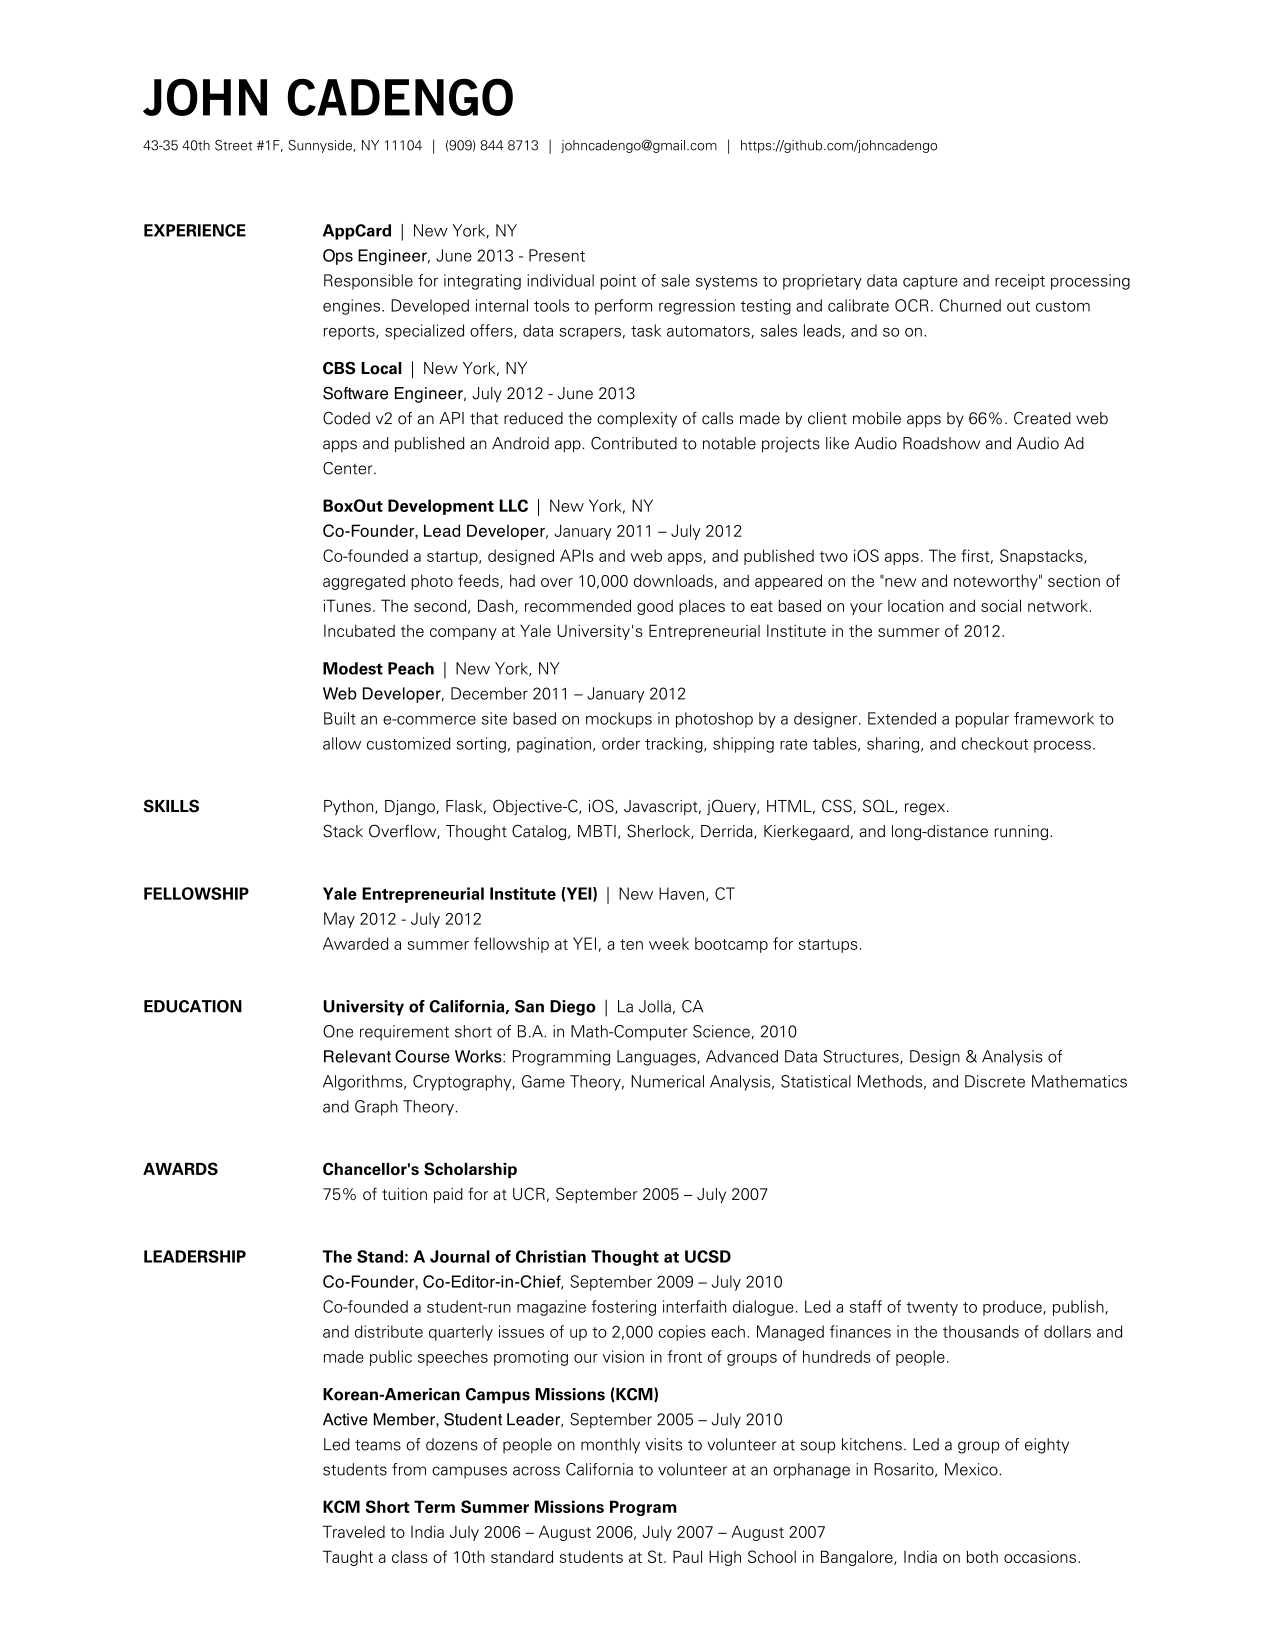 JOHN CADENGO
43-35 40th Street #1F, Sunnyside, NY 11104 | (909) 844 8713 | johncadengo@gmail.com | https://github.com/johncadengo
EXPERIENCE
AppCard | New York, NY
Ops Engineer, June 2013 - Present
Responsible for integrating individual point of sale systems to proprietary data capture and receipt processing
engines. Developed internal tools to perform regression testing and calibrate OCR. Churned out custom
reports, specialized offers, data scrapers, task automators, sales leads, and so on.
CBS Local | New York, NY
Software Engineer, July 2012 - June 2013
Coded v2 of an API that reduced the complexity of calls made by client mobile apps by 66%. Created web
apps and published an Android app. Contributed to notable projects like Audio Roadshow and Audio Ad
Center.
BoxOut Development LLC | New York, NY
Co-Founder, Lead Developer, January 2011 – July 2012
Co-founded a startup, designed APIs and web apps, and published two iOS apps. The first, Snapstacks,
aggregated photo feeds, had over 10,000 downloads, and appeared on the "new and noteworthy" section of
iTunes. The second, Dash, recommended good places to eat based on your location and social network.
Incubated the company at Yale University's Entrepreneurial Institute in the summer of 2012.
Modest Peach | New York, NY
Web Developer, December 2011 – January 2012
Built an e-commerce site based on mockups in photoshop by a designer. Extended a popular framework to
allow customized sorting, pagination, order tracking, shipping rate tables, sharing, and checkout process.
SKILLS
Python, Django, Flask, Objective-C, iOS, Javascript, jQuery, HTML, CSS, SQL, regex.
Stack Overflow, Thought Catalog, MBTI, Sherlock, Derrida, Kierkegaard, and long-distance running.
FELLOWSHIP
Yale Entrepreneurial Institute (YEI) | New Haven, CT
May 2012 - July 2012
Awarded a summer fellowship at YEI, a ten week bootcamp for startups.
EDUCATION
University of California, San Diego | La Jolla, CA
One requirement short of B.A. in Math-Computer Science, 2010
Relevant Course Works: Programming Languages, Advanced Data Structures, Design & Analysis of
Algorithms, Cryptography, Game Theory, Numerical Analysis, Statistical Methods, and Discrete Mathematics
and Graph Theory.
AWARDS
Chancellor's Scholarship
75% of tuition paid for at UCR, September 2005 – July 2007
LEADERSHIP
The Stand: A Journal of Christian Thought at UCSD
Co-Founder, Co-Editor-in-Chief, September 2009 – July 2010
Co-founded a student-run magazine fostering interfaith dialogue. Led a staff of twenty to produce, publish,
and distribute quarterly issues of up to 2,000 copies each. Managed finances in the thousands of dollars and
made public speeches promoting our vision in front of groups of hundreds of people.
Korean-American Campus Missions (KCM)
Active Member, Student Leader, September 2005 – July 2010
Led teams of dozens of people on monthly visits to volunteer at soup kitchens. Led a group of eighty
students from campuses across California to volunteer at an orphanage in Rosarito, Mexico.
KCM Short Term Summer Missions Program
Traveled to India July 2006 – August 2006, July 2007 – August 2007
Taught a class of 10th standard students at St. Paul High School in Bangalore, India on both occasions.